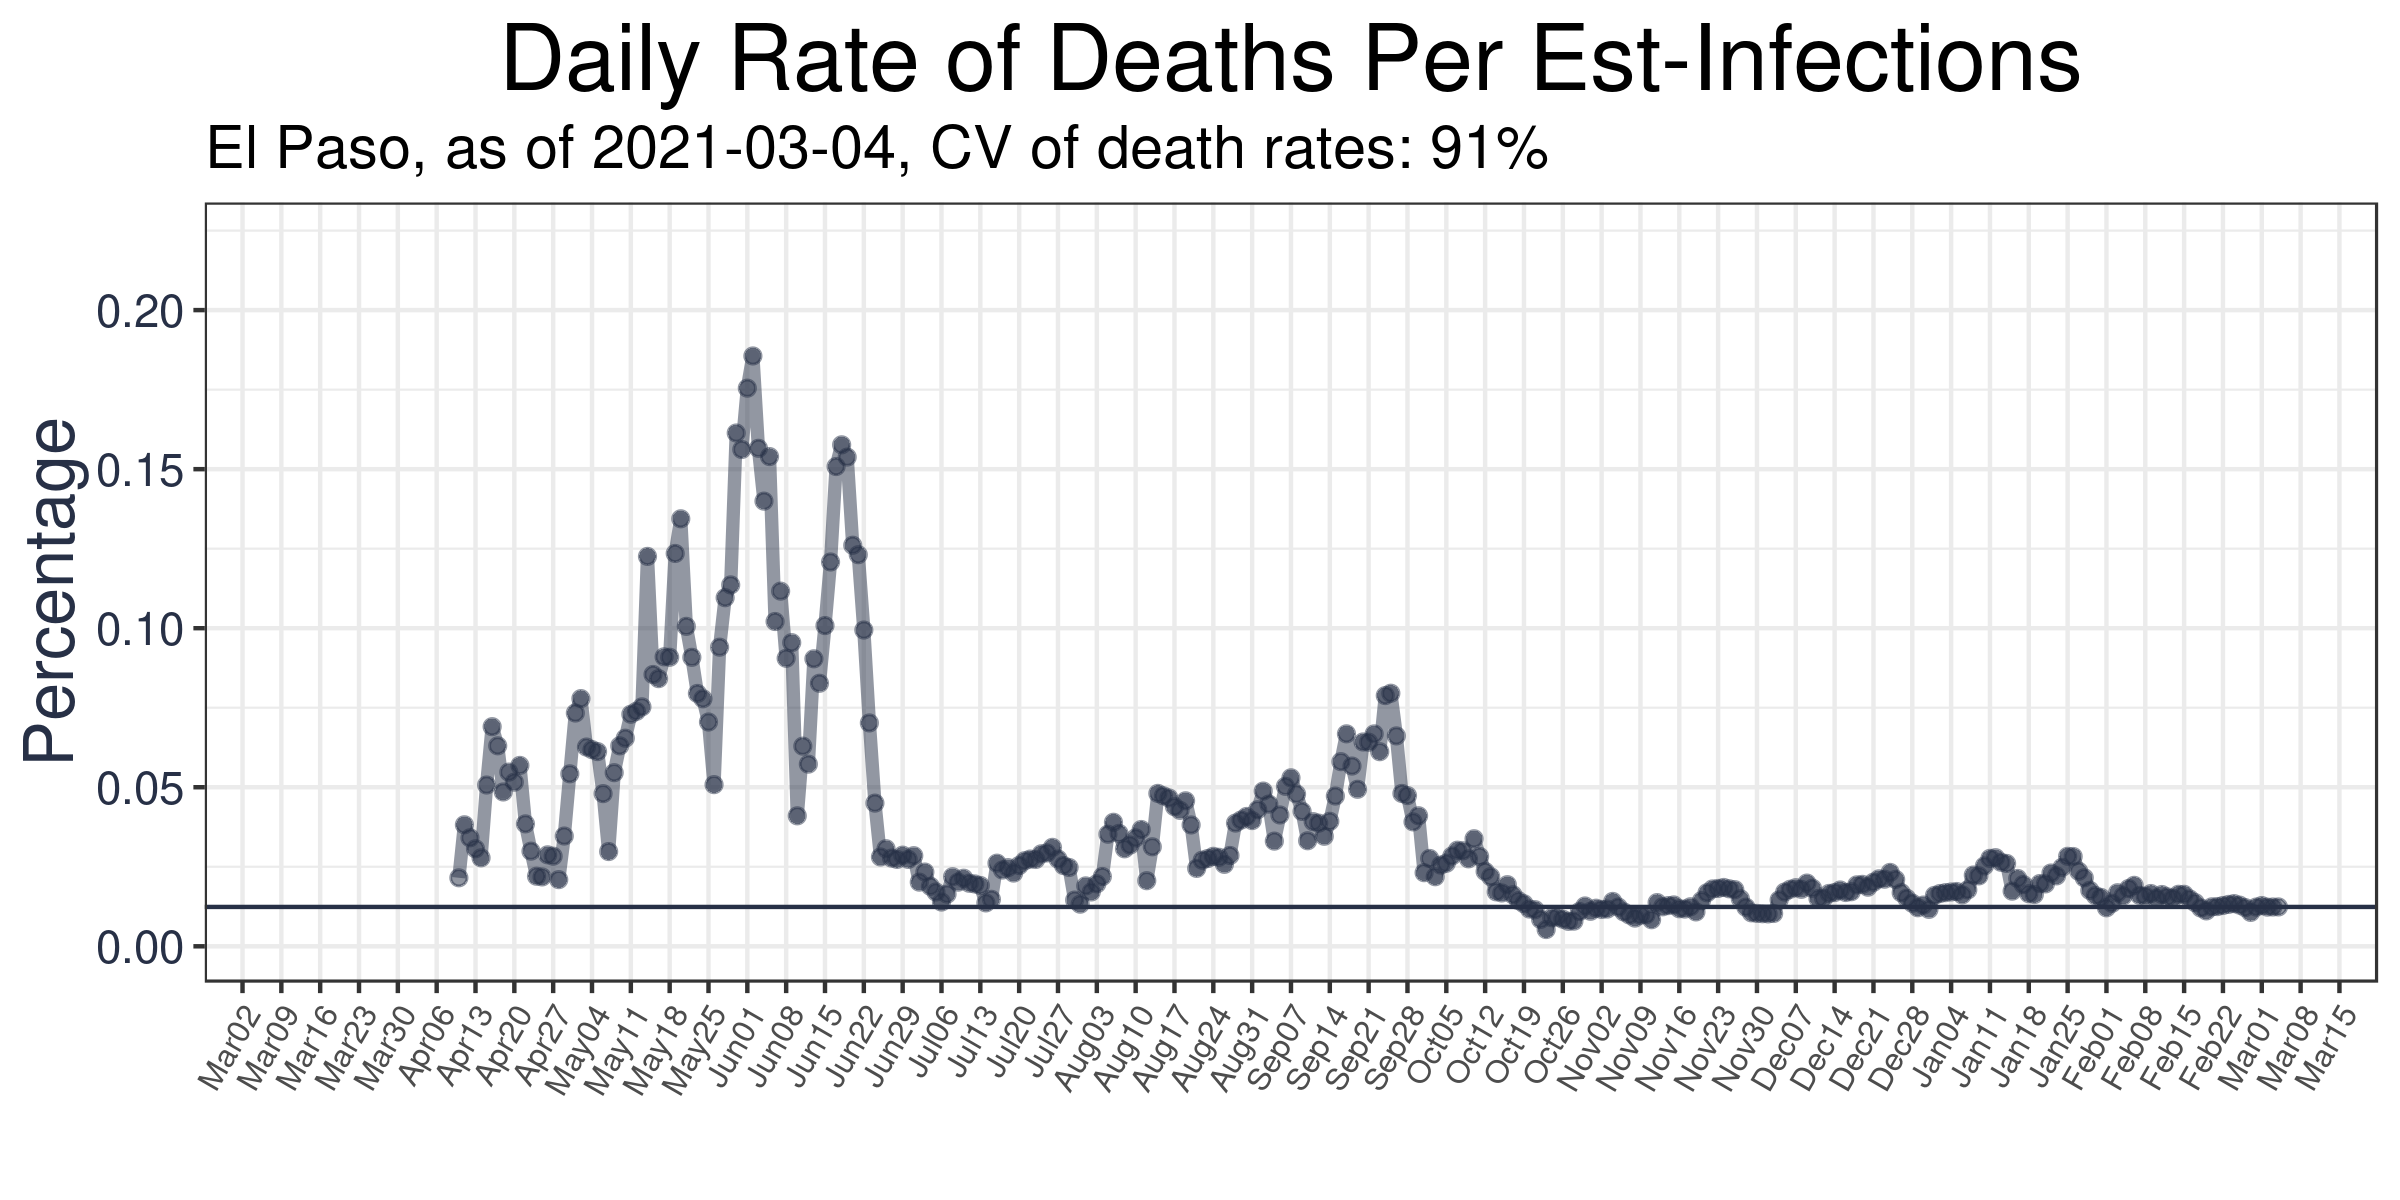 Daily Rate of Deaths Per Est-Infections
El Paso, as of 2021-03-04, CV of death rates: 91%
Percentage
0.20
0.15
0.10
0.05
0.00
Mar02
Mar09
Mar16
Mar23
Mar30
Apr06
Apr13
Apr20
Apr27
May04
May11
May18
May25
Jun01
Jun08
Jun15
Jun22
Jun29
Jul06
Jul13
Jul20
Jul27
Aug03
Aug10
Aug17
Aug24
Aug31
Sep07
Sep14
Sep21
Sep28
Oct05
Oct12
Oct19
Oct26
Nov02
Nov09
Nov16
Nov23
Nov30
Dec07
Dec14
Dec21
Dec28
Jan04
Jan11
Jan18
Jan25
Feb01
Feb08
Feb15
Feb22
Mar01
Mar08
Mar15